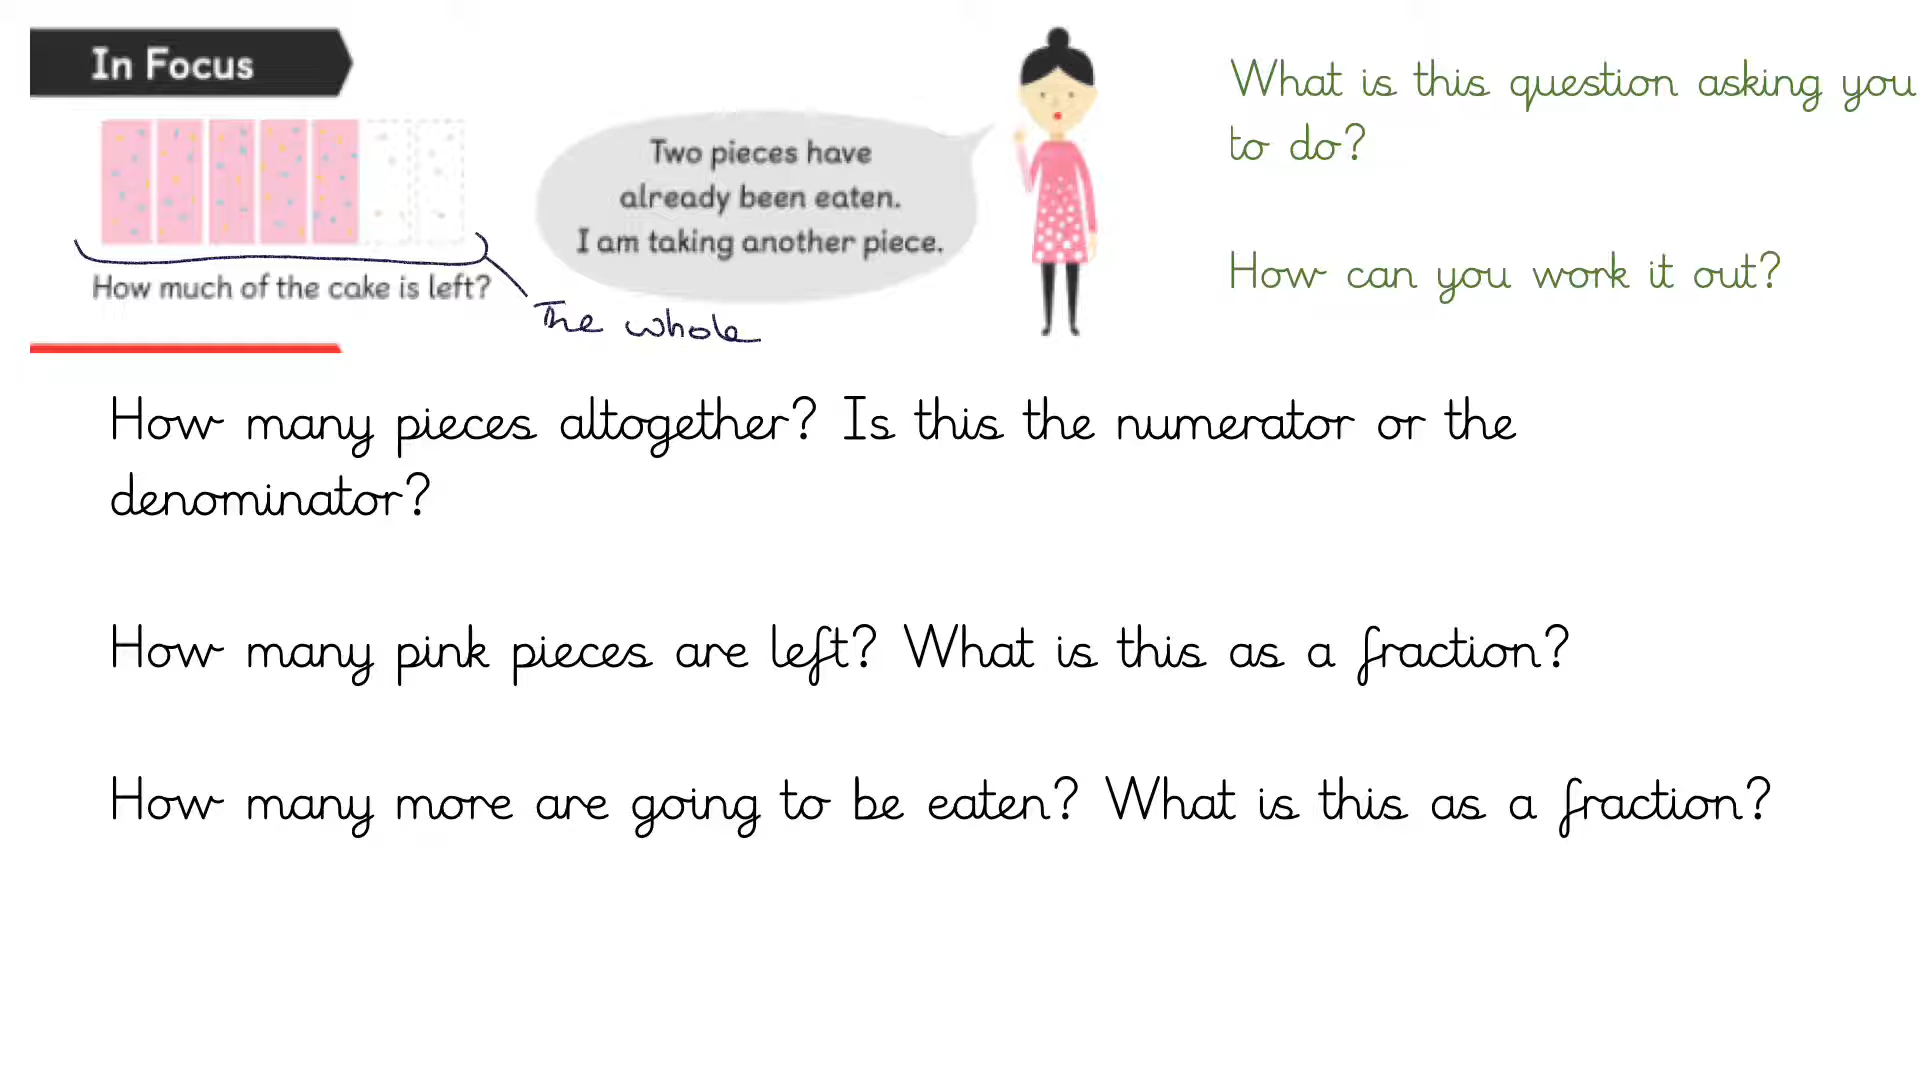 In Focus
Two pieces have
already been eaten.
I am taking another piece.
How much of the cake is left?
The whole
What is this question asking you
to do?
How can you work it out?
How many pieces altogether? Is this the numerator or the
denominator?
How many pink pieces are left? What is this as a fraction?
How many more are going to be eaten? What is this as a fraction?